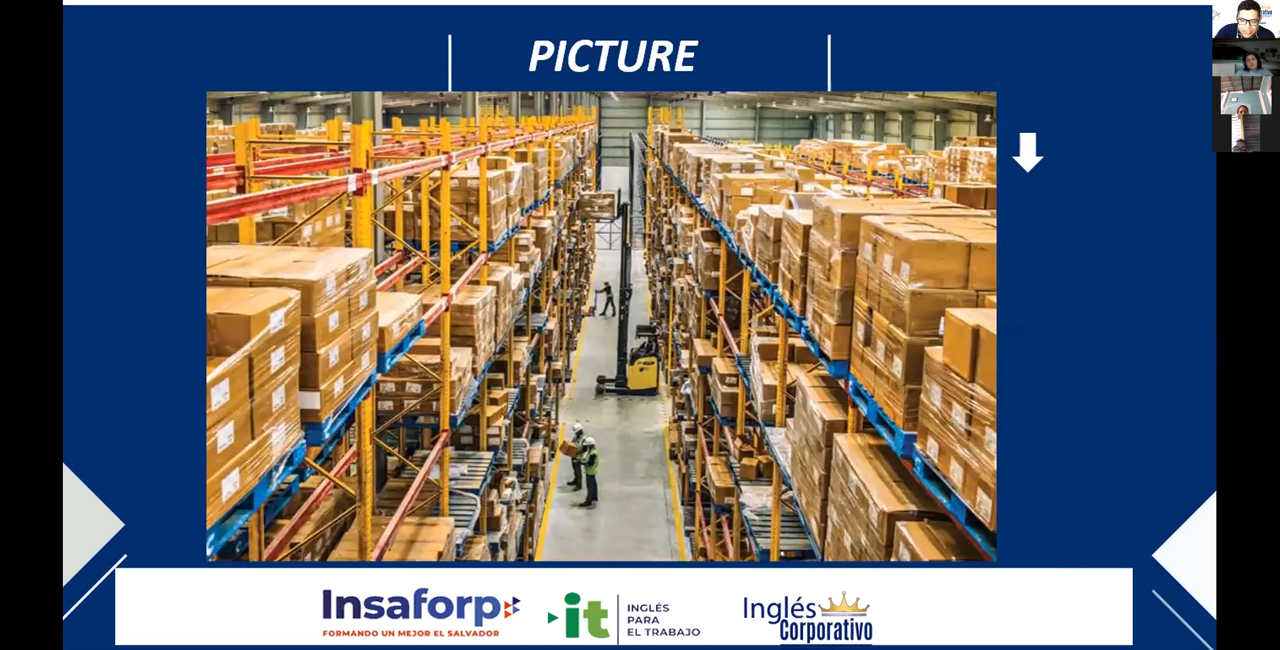 PICTURE
Insaforp
FORMANDO UN MEJOR EL SALVADOR
it
INGLÉS
PARA
EL TRABAJO
Inglés
Corporativo